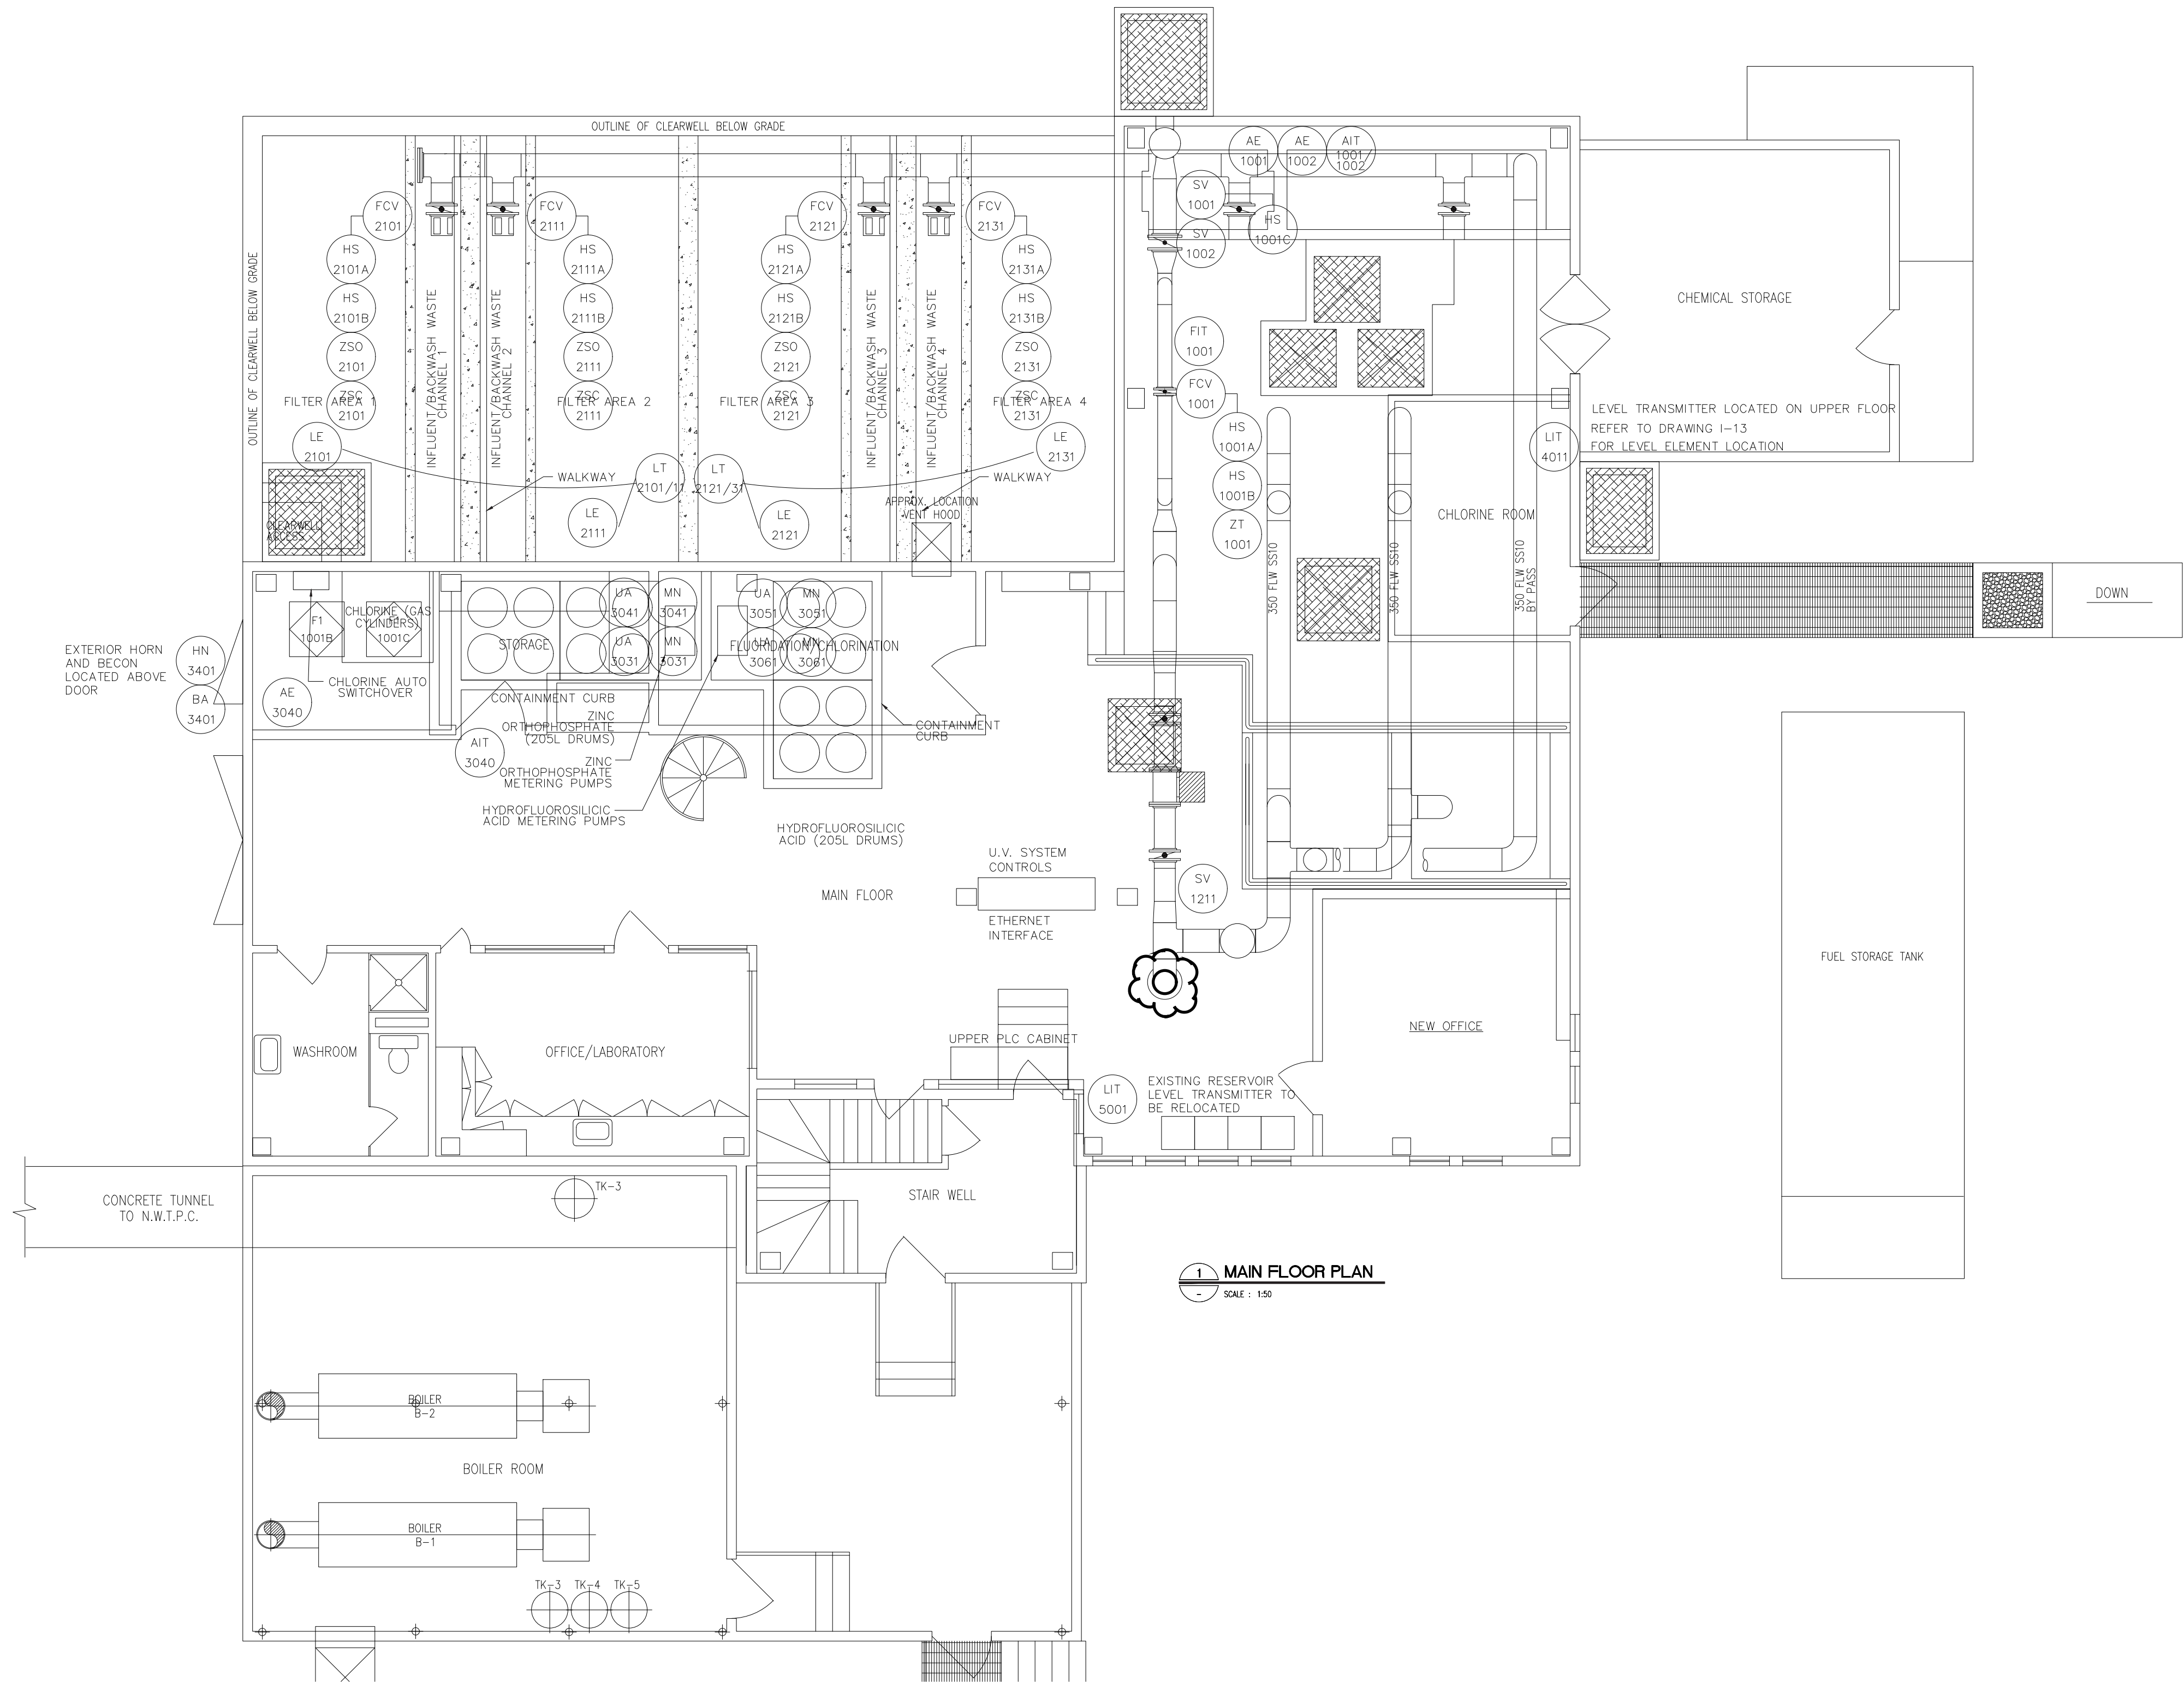 OUTLINE OF CLEARWELL BELOW GRADE
OUTLINE OF CLEARWELL BELOW GRADE
AE
1001
AE
1002
AIT
1001/
1002
SV
1001
HS
1001C
SV
1002
FCV
2101
FCV
2111
FCV
2121
FCV
2131
HS
2101A
HS
2101B
ZSO
2101
ZSC
2101
HS
2111A
HS
2111B
ZSO
2111
ZSC
2111
HS
2121A
HS
2121B
ZSO
2121
ZSC
2121
HS
2131A
HS
2131B
ZSO
2131
ZSC
2131
INFLUENT/BACKWASH WASTE
CHANNEL 1
INFLUENT/BACKWASH WASTE
CHANNEL 2
INFLUENT/BACKWASH WASTE
CHANNEL 3
INFLUENT/BACKWASH WASTE
CHANNEL 4
FILTER AREA 1
FILTER AREA 2
FILTER AREA 3
FILTER AREA 4
LE
2101
LE
2131
LT
2101/11
LT
2121/31
LE
2111
LE
2121
WALKWAY
WALKWAY
APPROX. LOCATION
VENT HOOD
CLEARWELL
ACCESS
FIT
1001
FCV
1001
HS
1001A
HS
1001B
ZT
1001
CHEMICAL STORAGE
LEVEL TRANSMITTER LOCATED ON UPPER FLOOR
REFER TO DRAWING I-13
FOR LEVEL ELEMENT LOCATION
LIT
4011
CHLORINE ROOM
350 FLW SS10
350 FLW SS10
350 FLW SS10
BY PASS
DOWN
EXTERIOR HORN
AND BECON
LOCATED ABOVE
DOOR
HN
3401
BA
3401
AE
3040
F1
1001B
1001C
CHLORINE (GAS
CYLINDERS)
CHLORINE AUTO
SWITCHOVER
STORAGE
UA
3041
MN
3041
UA
3031
MN
3031
UA
3051
MN
3051
UA
3061
MN
3061
FLUORIDATION/CHLORINATION
CONTAINMENT CURB
ZINC
ORTHOPHOSPHATE
(205L DRUMS)
AIT
3040
ZINC
ORTHOPHOSPHATE
METERING PUMPS
HYDROFLUOROSILICIC
ACID METERING PUMPS
CONTAINMENT
CURB
HYDROFLUOROSILICIC
ACID (205L DRUMS)
U.V. SYSTEM
CONTROLS
ETHERNET
INTERFACE
MAIN FLOOR
SV
1211
FUEL STORAGE TANK
WASHROOM
OFFICE/LABORATORY
UPPER PLC CABINET
NEW OFFICE
LIT
5001
EXISTING RESERVOIR
LEVEL TRANSMITTER TO
BE RELOCATED
CONCRETE TUNNEL
TO N.W.T.P.C.
TK-3
STAIR WELL
1
-
MAIN FLOOR PLAN
SCALE : 1:50
BOILER
B-2
BOILER ROOM
BOILER
B-1
TK-3
TK-4
TK-5